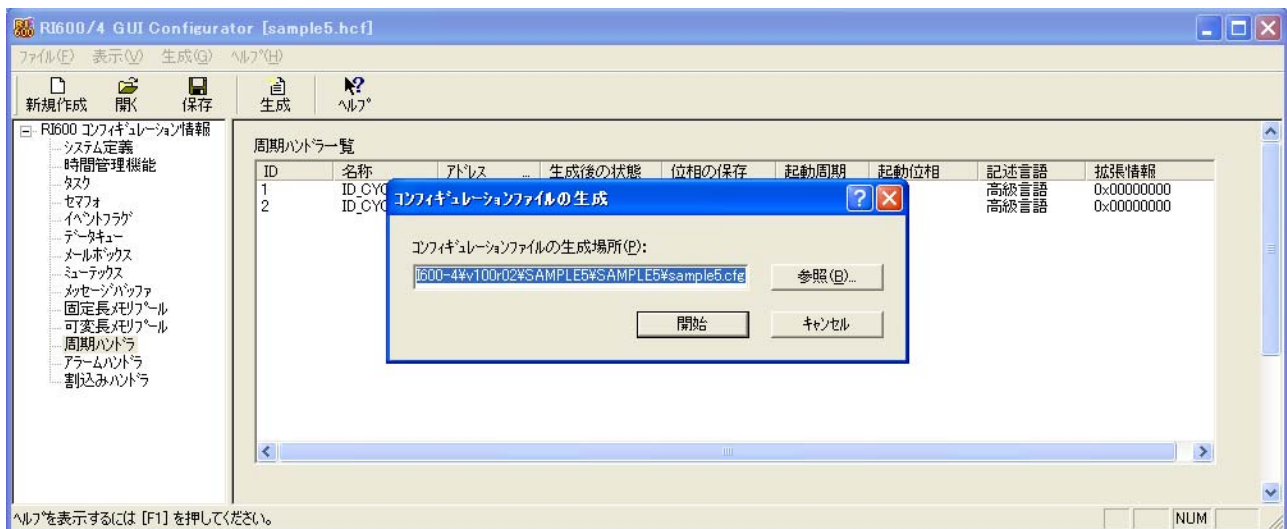 RI600/4 GUI Configurator [sample5.hcf]
ファイル(F) 表示(V) 生成(G) ヘルプ(H)
新規作成 開く 保存 生成 ヘルプ
RI600 コンフィギュレーション情報
システム定義
時間管理機能
タスク
セマフォ
イベントフラグ
データキュー
メールボックス
ミューテックス
メッセージバッファ
固定長メモリプール
可変長メモリプール
周期ハンドラ
アラームハンドラ
割込みハンドラ
周期ハンドラ一覧
ID 名称 アドレス ... 生成後の状態 位相の保存 起動周期 起動位相 記述言語 拡張情報
1 ID_CYC 高級言語 0x00000000
2 ID_CYC 高級言語 0x00000000
コンフィギュレーションファイルの生成
コンフィギュレーションファイルの生成場所(P):
I600-4¥v100r02¥SAMPLE5¥SAMPLE5¥sample5.cfg 参照(B)...
開始 キャンセル
ヘルプを表示するには [F1] を押してください。 NUM